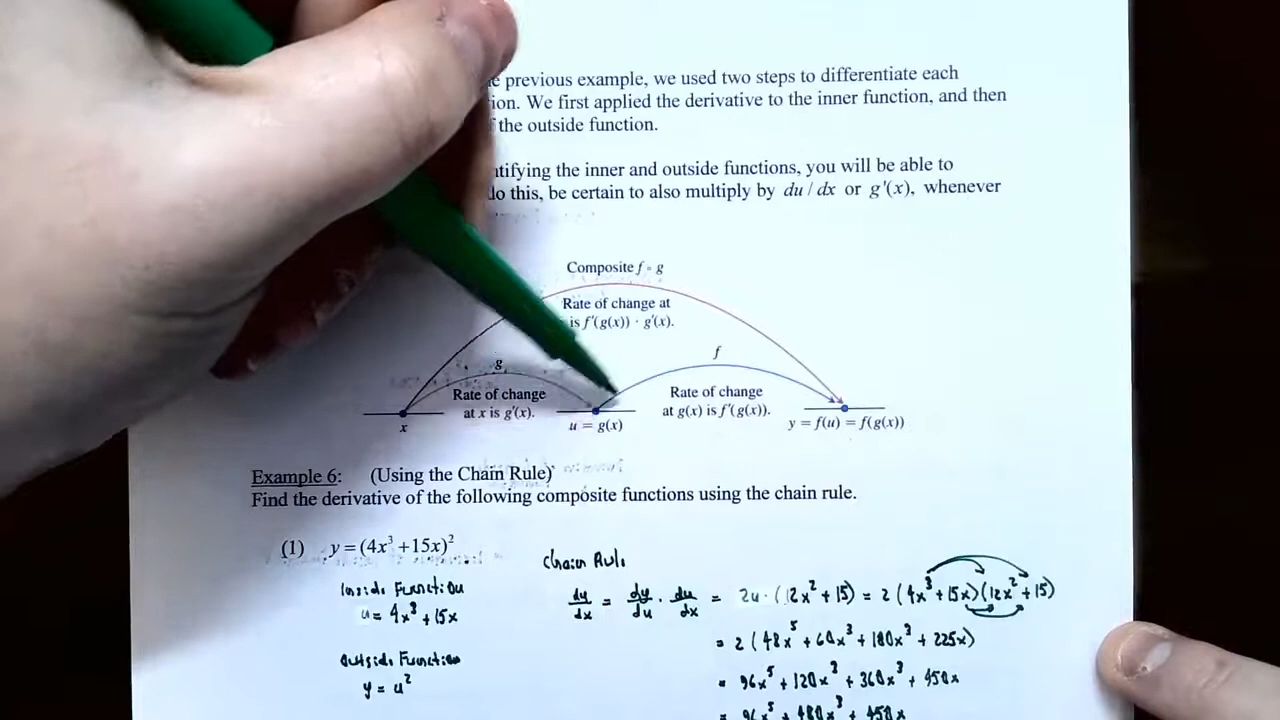 previous example, we used two steps to differentiate each
We first applied the derivative to the inner function, and then
the outside function.
the inner and outside functions, you will be able to
this, be certain to also multiply by du / dx or g'(x), whenever
Composite f ∘ g
Rate of change at
is f'(g(x)) · g'(x).
f
g
Rate of change
at x is g'(x).
Rate of change
at g(x) is f'(g(x)).
x
u = g(x)
y = f(u) = f(g(x))
Example 6: (Using the Chain Rule)
Find the derivative of the following composite functions using the chain rule.
(1) y = (4x³ + 15x)²
Inside Function
u = 4x³ + 15x
Outside Function
y = u²
Chain Rule
dy/dx = dy/du · du/dx = 2u · (12x² + 15) = 2(4x³ + 15x)(12x² + 15)
= 2(48x⁵ + 60x³ + 180x³ + 225x)
= 96x⁵ + 120x³ + 360x³ + 450x
= 96x⁵ + 480x³ + 450x